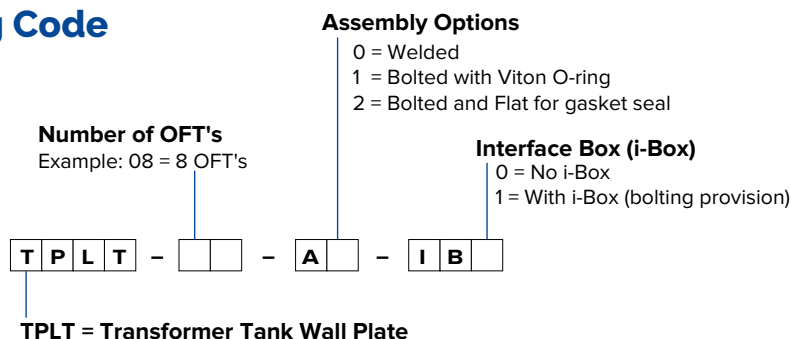 g Code
Assembly Options
0 = Welded
1 = Bolted with Viton O-ring
2 = Bolted and Flat for gasket seal
Number of OFT's
Example: 08 = 8 OFT's
Interface Box (i-Box)
0 = No i-Box
1 = With i-Box (bolting provision)
T P L T – – A – I B
TPLT = Transformer Tank Wall Plate